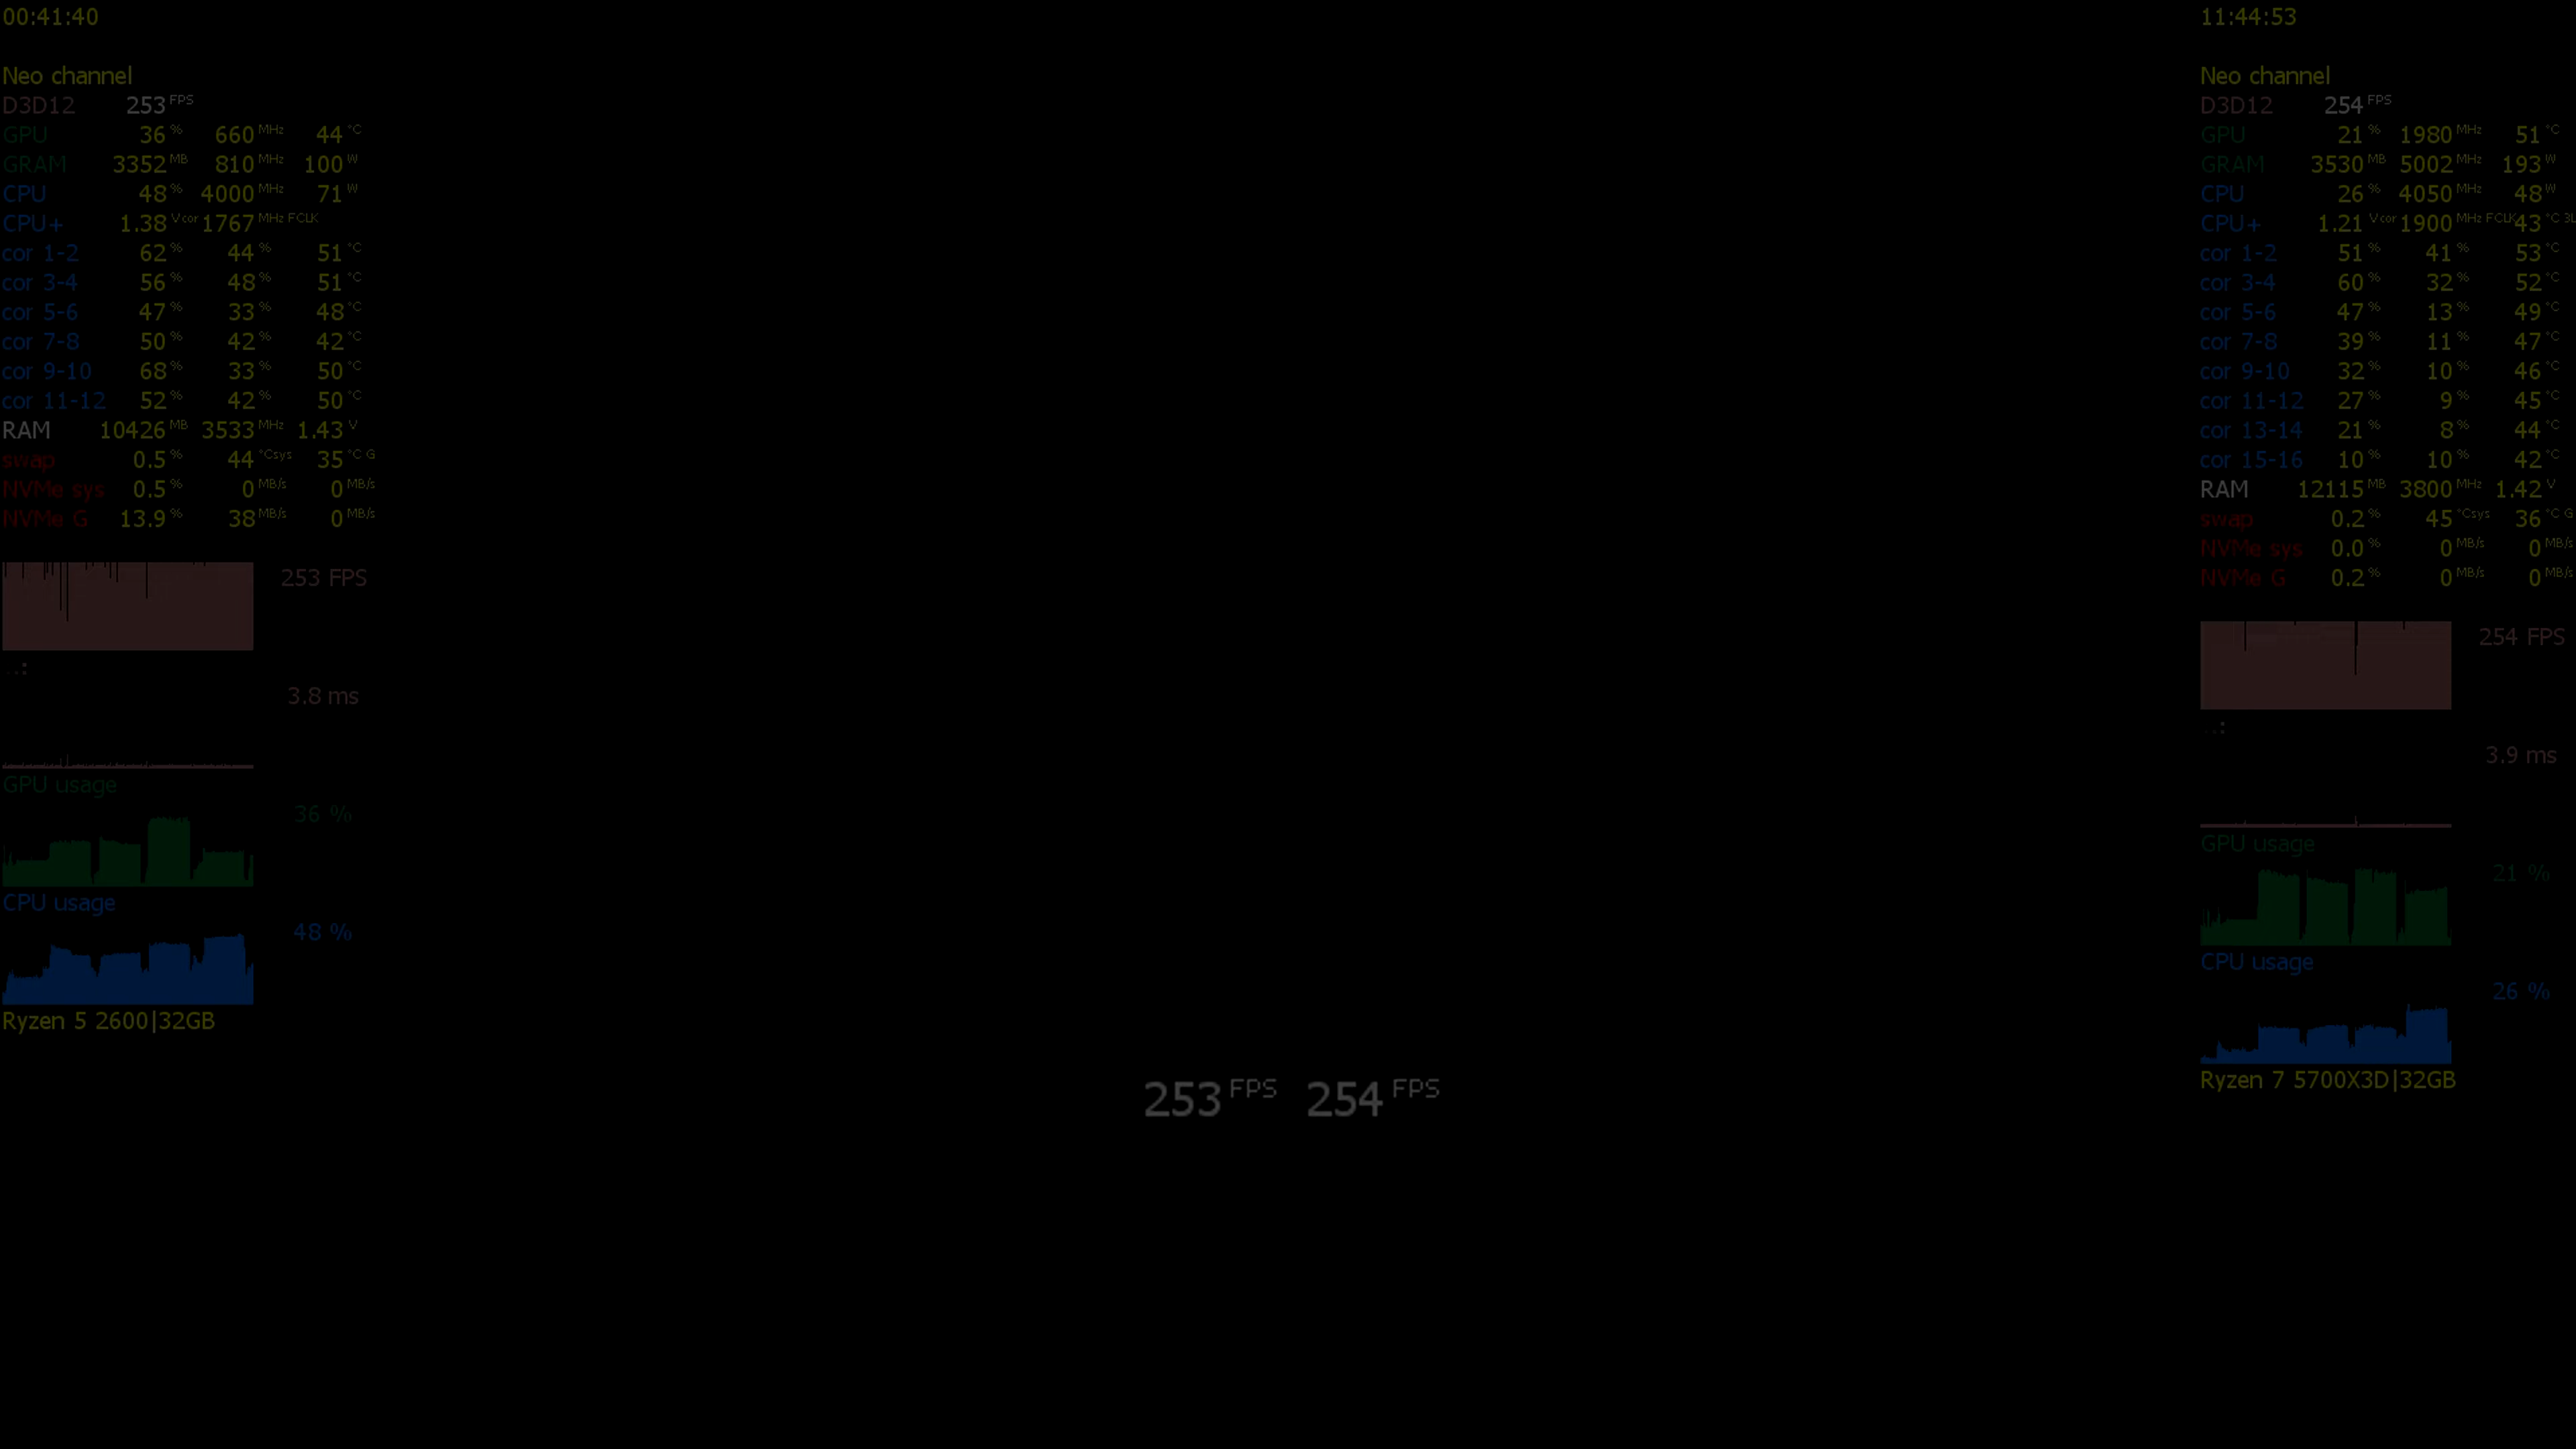 00:41:40
Neo channel
D3D12 253 FPS
GPU 36 % 660 MHz 44 °C
GRAM 3352 MB 810 MHz 100 W
CPU 48 % 4000 MHz 71 W
CPU+ 1.38 Vcor 1767 MHz FCLK
cor 1-2 62 % 44 % 51 °C
cor 3-4 56 % 48 % 51 °C
cor 5-6 47 % 33 % 48 °C
cor 7-8 50 % 42 % 42 °C
cor 9-10 68 % 33 % 50 °C
cor 11-12 52 % 42 % 50 °C
RAM 10426 MB 3533 MHz 1.43 V
swap 0.5 % 44 °Csys 35 °C G
NVMe sys 0.5 % 0 MB/s 0 MB/s
NVMe G 13.9 % 38 MB/s 0 MB/s
253 FPS
3.8 ms
GPU usage
36 %
CPU usage
48 %
Ryzen 5 2600|32GB
253 FPS 254 FPS
11:44:53
Neo channel
D3D12 254 FPS
GPU 21 % 1980 MHz 51 °C
GRAM 3530 MB 5002 MHz 193 W
CPU 26 % 4050 MHz 48 W
CPU+ 1.21 Vcor 1900 MHz FCLK 43 °C 3L
cor 1-2 51 % 41 % 53 °C
cor 3-4 60 % 32 % 52 °C
cor 5-6 47 % 13 % 49 °C
cor 7-8 39 % 11 % 47 °C
cor 9-10 32 % 10 % 46 °C
cor 11-12 27 % 9 % 45 °C
cor 13-14 21 % 8 % 44 °C
cor 15-16 10 % 10 % 42 °C
RAM 12115 MB 3800 MHz 1.42 V
swap 0.2 % 45 °Csys 36 °C G
NVMe sys 0.0 % 0 MB/s 0 MB/s
NVMe G 0.2 % 0 MB/s 0 MB/s
254 FPS
3.9 ms
GPU usage
21 %
CPU usage
26 %
Ryzen 7 5700X3D|32GB